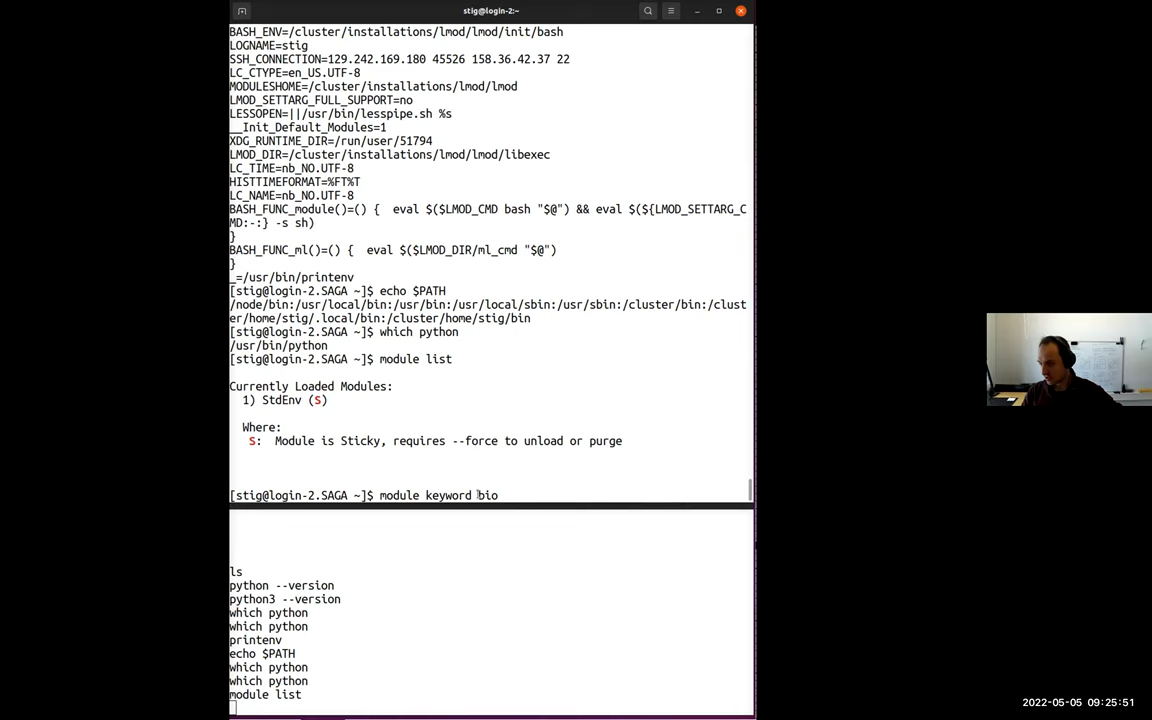 stig@login-2:~
BASH_ENV=/cluster/installations/lmod/lmod/init/bash
LOGNAME=stig
SSH_CONNECTION=129.242.169.180 45526 158.36.42.37 22
LC_CTYPE=en_US.UTF-8
MODULESHOME=/cluster/installations/lmod/lmod
LMOD_SETTARG_FULL_SUPPORT=no
LESSOPEN=||/usr/bin/lesspipe.sh %s
__Init_Default_Modules=1
XDG_RUNTIME_DIR=/run/user/51794
LMOD_DIR=/cluster/installations/lmod/lmod/libexec
LC_TIME=nb_NO.UTF-8
HISTTIMEFORMAT=%FT%T
LC_NAME=nb_NO.UTF-8
BASH_FUNC_module()=() {  eval $($LMOD_CMD bash "$@") && eval $(${LMOD_SETTARG_C
MD:-:} -s sh)
}
BASH_FUNC_ml()=() {  eval $($LMOD_DIR/ml_cmd "$@")
}
_=/usr/bin/printenv
[stig@login-2.SAGA ~]$ echo $PATH
/node/bin:/usr/local/bin:/usr/bin:/usr/local/sbin:/usr/sbin:/cluster/bin:/clust
er/home/stig/.local/bin:/cluster/home/stig/bin
[stig@login-2.SAGA ~]$ which python
/usr/bin/python
[stig@login-2.SAGA ~]$ module list
Currently Loaded Modules:
1) StdEnv (S)
Where:
S:  Module is Sticky, requires --force to unload or purge
[stig@login-2.SAGA ~]$ module keyword bio
ls
python --version
python3 --version
which python
which python
printenv
echo $PATH
which python
which python
module list
2022-05-05 09:25:51